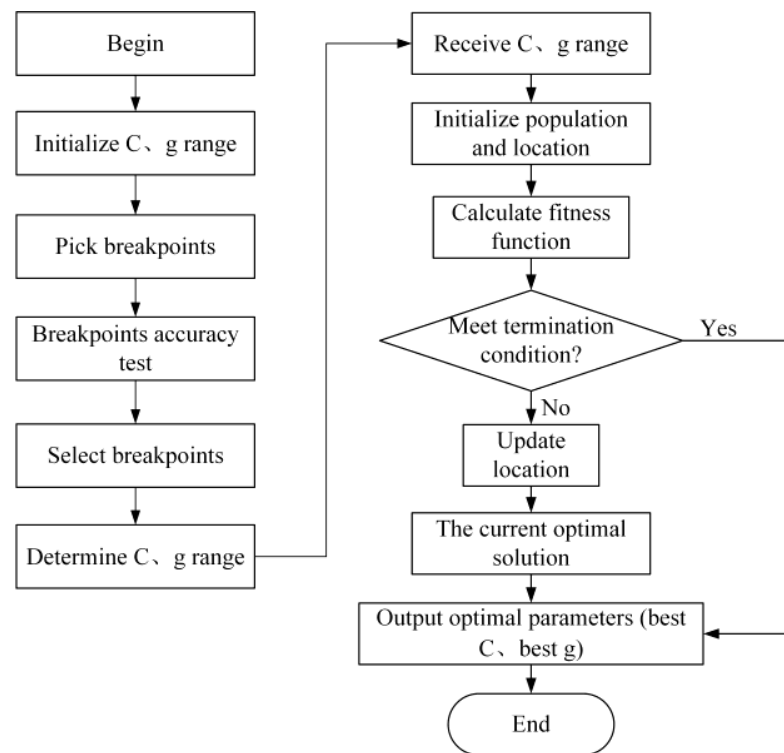 Begin
Initialize C、g range
Pick breakpoints
Breakpoints accuracy
test
Select breakpoints
Determine C、g range
Receive C、g range
Initialize population
and location
Calculate fitness
function
Meet termination
condition?
Yes
No
Update
location
The current optimal
solution
Output optimal parameters (best
C、best g)
End